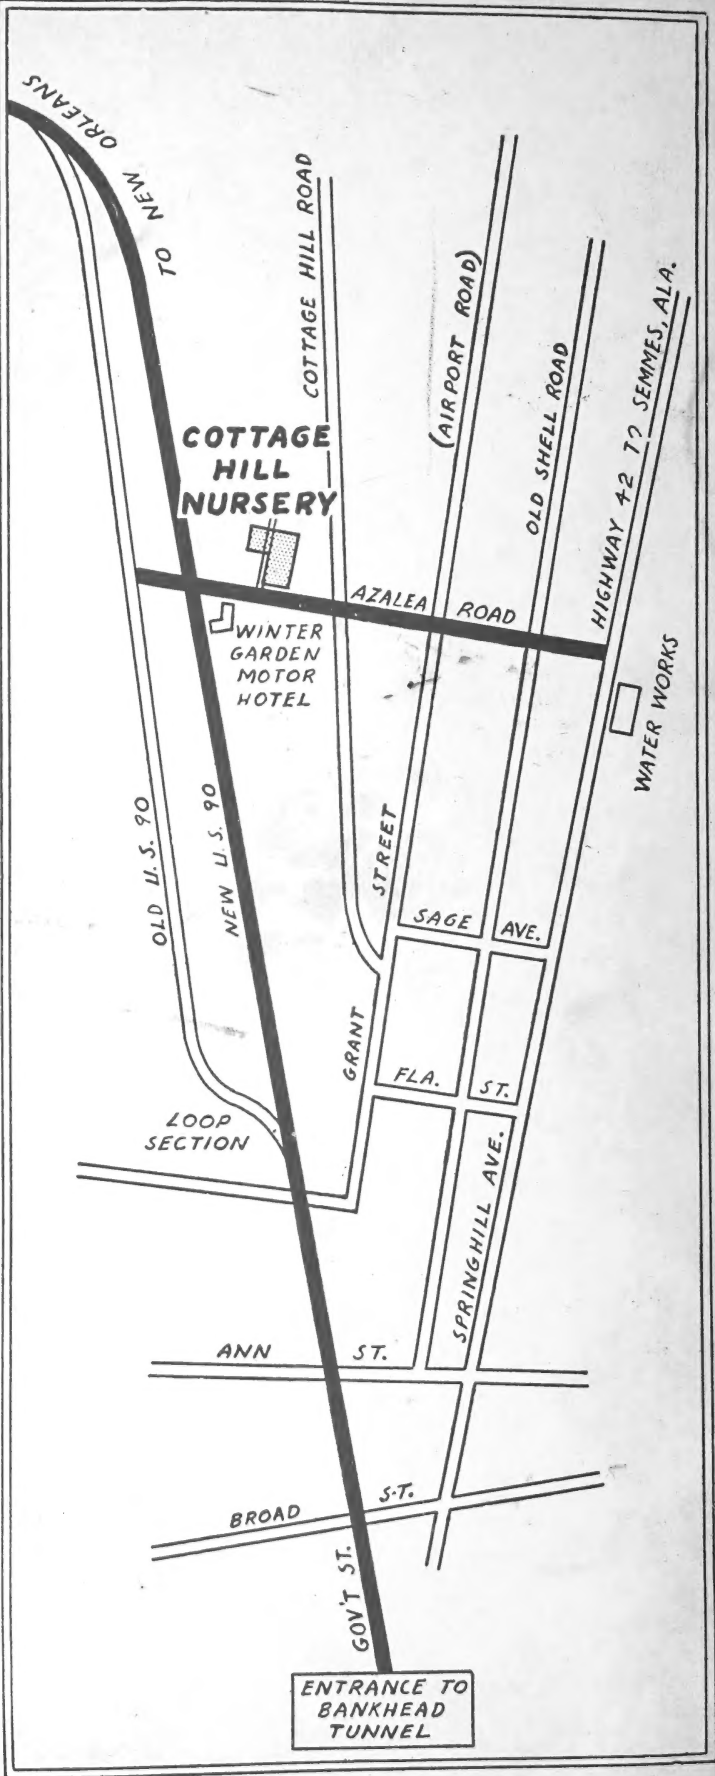 TO NEW ORLEANS
COTTAGE HILL ROAD
(AIRPORT ROAD)
OLD SHELL ROAD
HIGHWAY 42 TO SEMMES, ALA.
COTTAGE
HILL
NURSERY
AZALEA ROAD
WINTER
GARDEN
MOTOR
HOTEL
WATER WORKS
OLD U.S. 90
NEW U.S. 90
GRANT STREET
SAGE AVE.
FLA. ST.
LOOP
SECTION
SPRINGHILL AVE.
ANN ST.
BROAD ST.
GOV'T ST.
ENTRANCE TO
BANKHEAD
TUNNEL